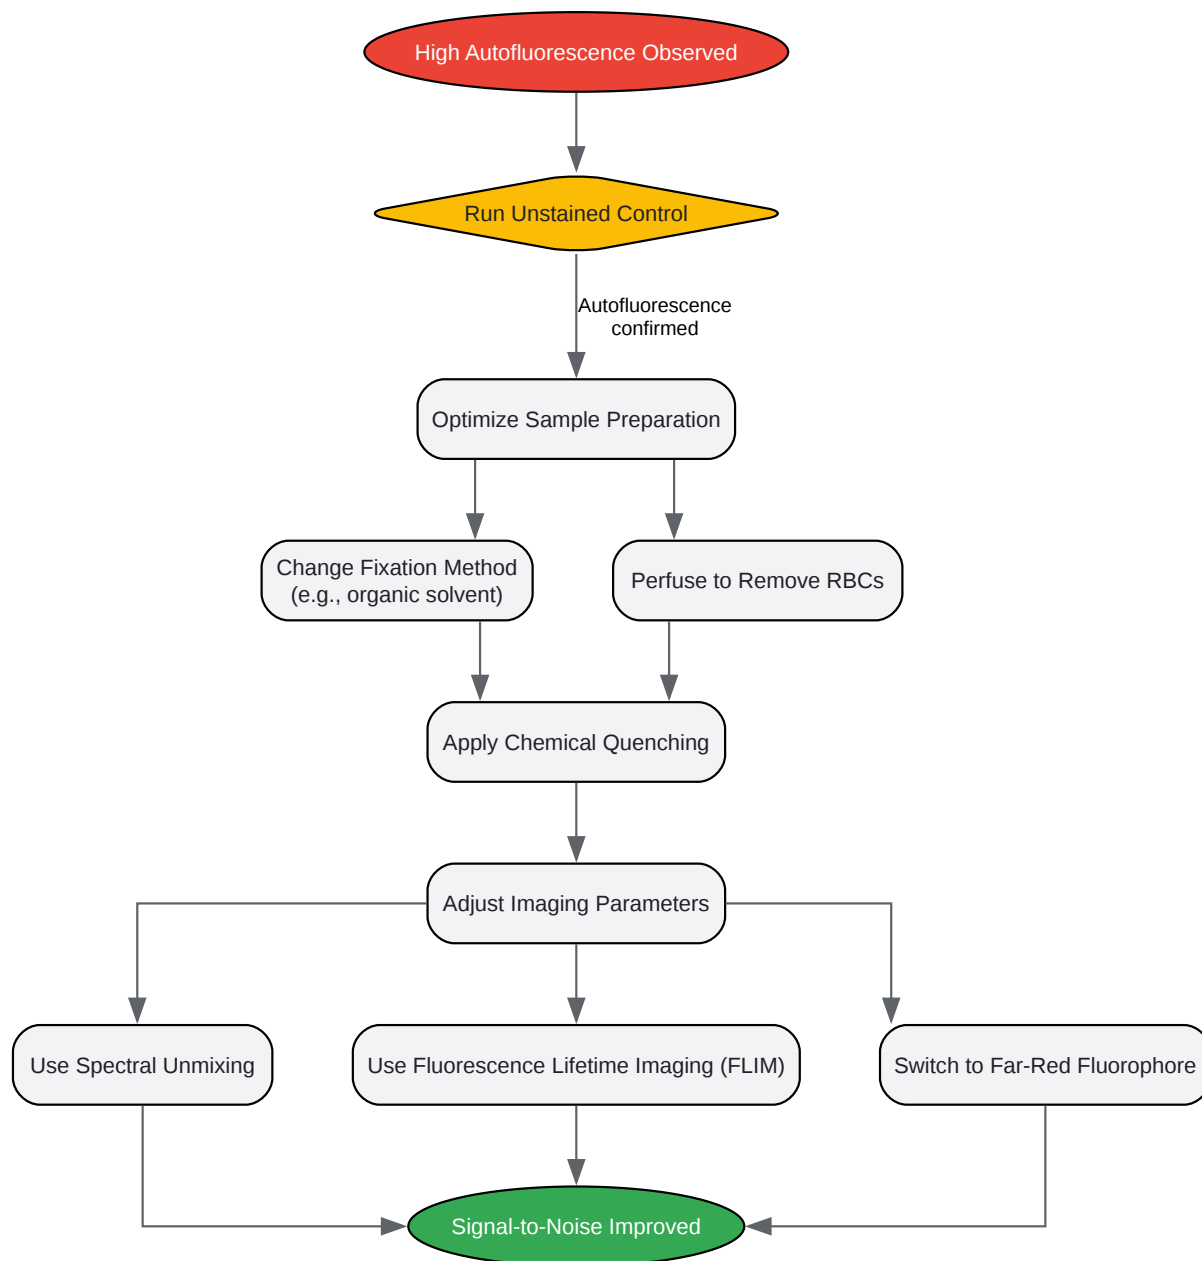 High Autofluorescence Observed
Run Unstained Control
Autofluorescence
confirmed
Optimize Sample Preparation
Change Fixation Method
(e.g., organic solvent)
Perfuse to Remove RBCs
Apply Chemical Quenching
Adjust Imaging Parameters
Use Spectral Unmixing
Use Fluorescence Lifetime Imaging (FLIM)
Switch to Far-Red Fluorophore
Signal-to-Noise Improved